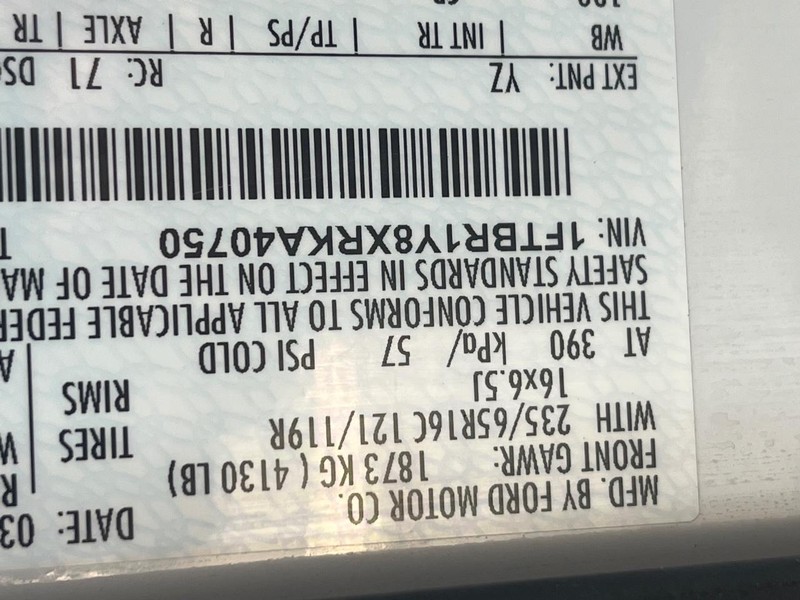 MFD. BY FORD MOTOR CO. DATE: 03
FRONT GAWR: 1873 KG ( 4130 LB)
WITH 235/65R16C 121/119R TIRES
16x6.5J RIMS
AT 390 kPa/ 57 PSI COLD
THIS VEHICLE CONFORMS TO ALL APPLICABLE FEDER
SAFETY STANDARDS IN EFFECT ON THE DATE OF MA
VIN: 1FTBR1Y8XRKA40750
EXT PNT: YZ RC: 71
WB | INT TR | TP/PS | R | AXLE | TR